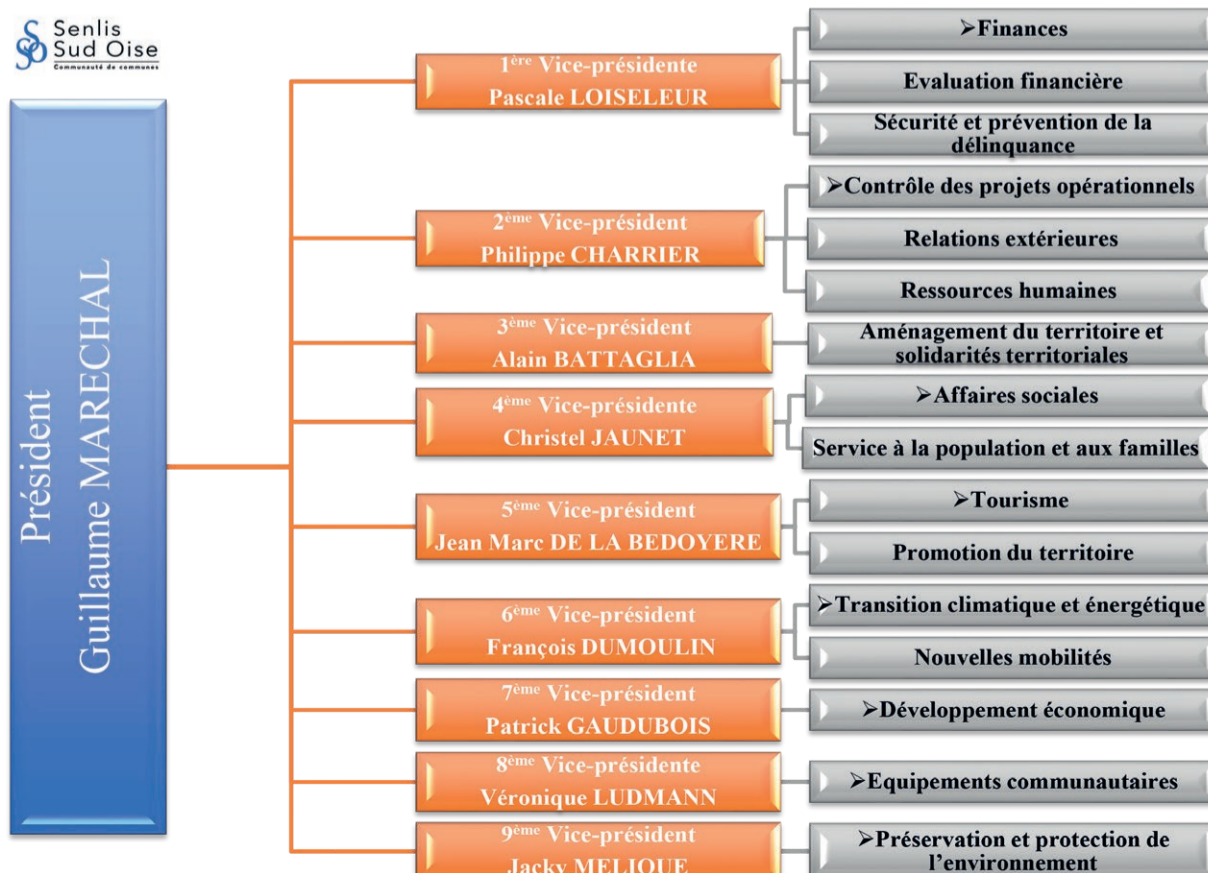 Senlis
Sud Oise
Communauté de communes
Président
Guillaume MARECHAL
1ère Vice-présidente
Pascale LOISELEUR
➢Finances
Evaluation financière
Sécurité et prévention de la
délinquance
2ème Vice-président
Philippe CHARRIER
➢Contrôle des projets opérationnels
Relations extérieures
Ressources humaines
3ème Vice-président
Alain BATTAGLIA
Aménagement du territoire et
solidarités territoriales
4ème Vice-présidente
Christel JAUNET
➢Affaires sociales
Service à la population et aux familles
5ème Vice-président
Jean Marc DE LA BEDOYERE
➢Tourisme
Promotion du territoire
6ème Vice-président
François DUMOULIN
➢Transition climatique et énergétique
Nouvelles mobilités
7ème Vice-président
Patrick GAUDUBOIS
➢Développement économique
8ème Vice-présidente
Véronique LUDMANN
➢Equipements communautaires
9ème Vice-président
Jacky MELIQUE
➢Préservation et protection de
l’environnement